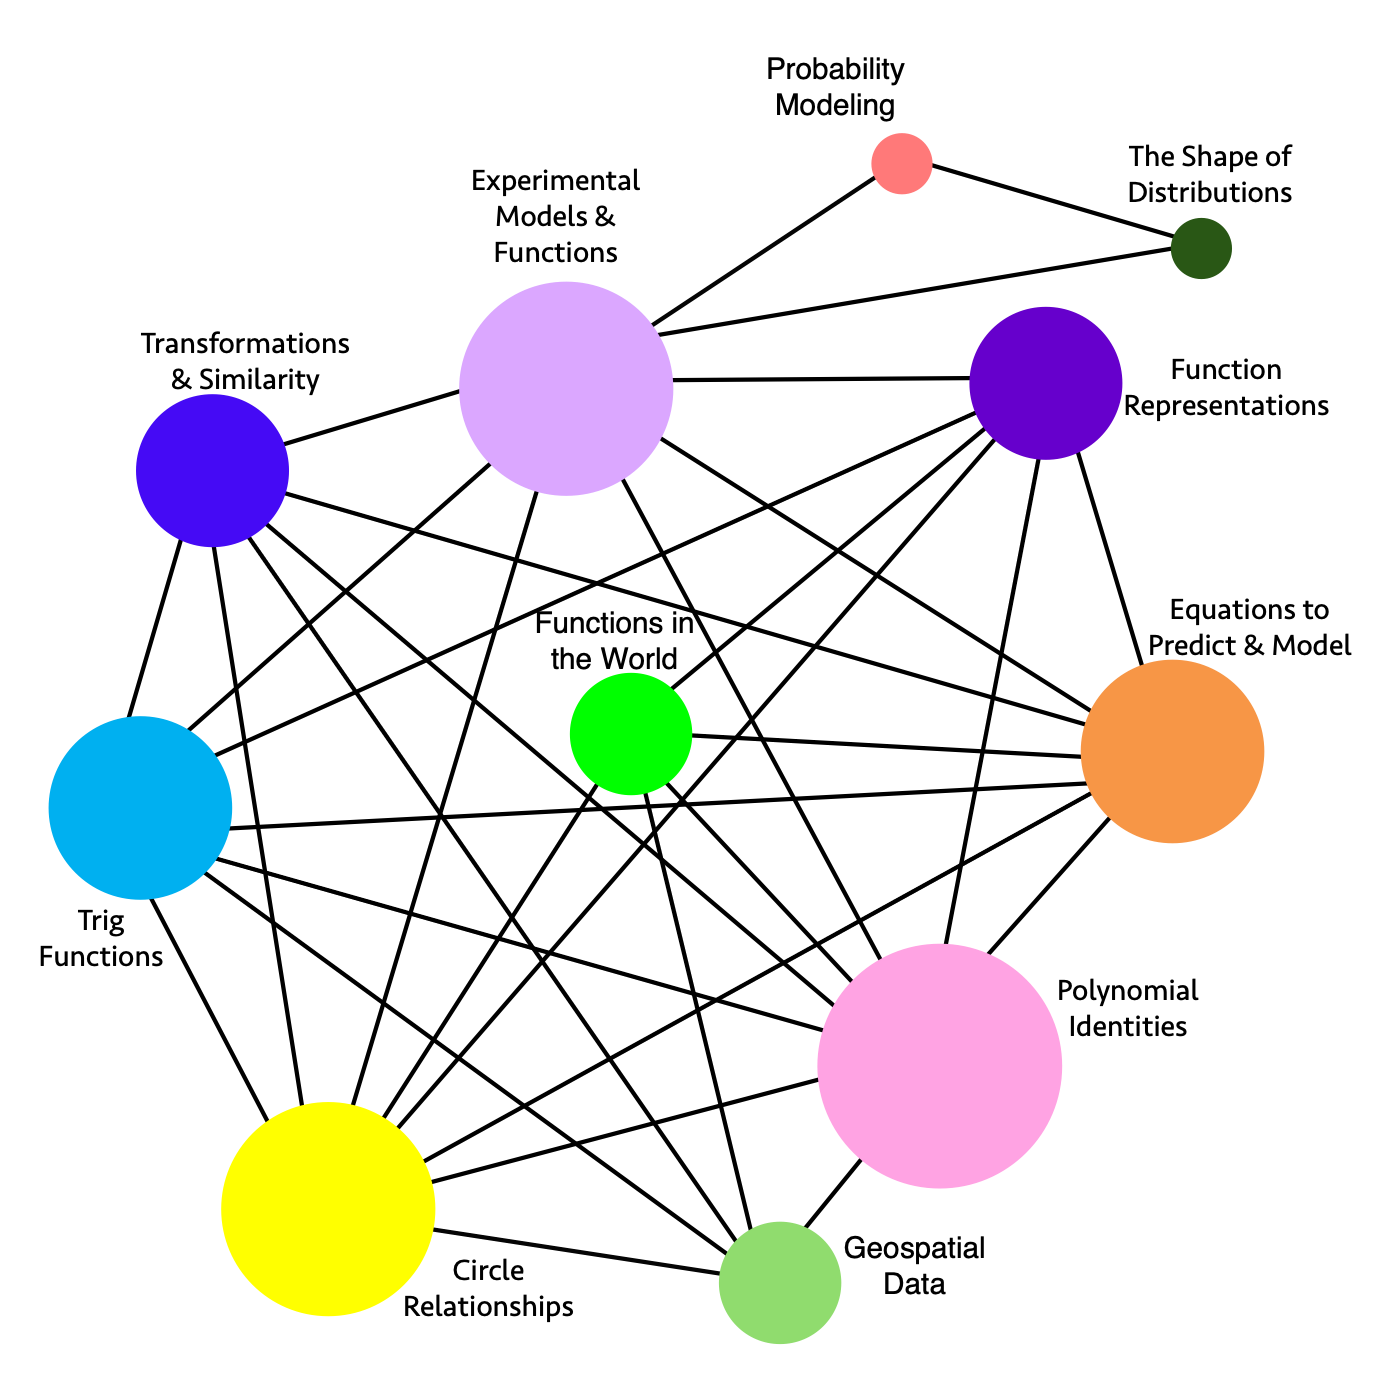 Probability
Modeling
The Shape of
Distributions
Experimental
Models &
Functions
Transformations
& Similarity
Function
Representations
Functions in
the World
Equations to
Predict & Model
Trig
Functions
Polynomial
Identities
Geospatial
Data
Circle
Relationships